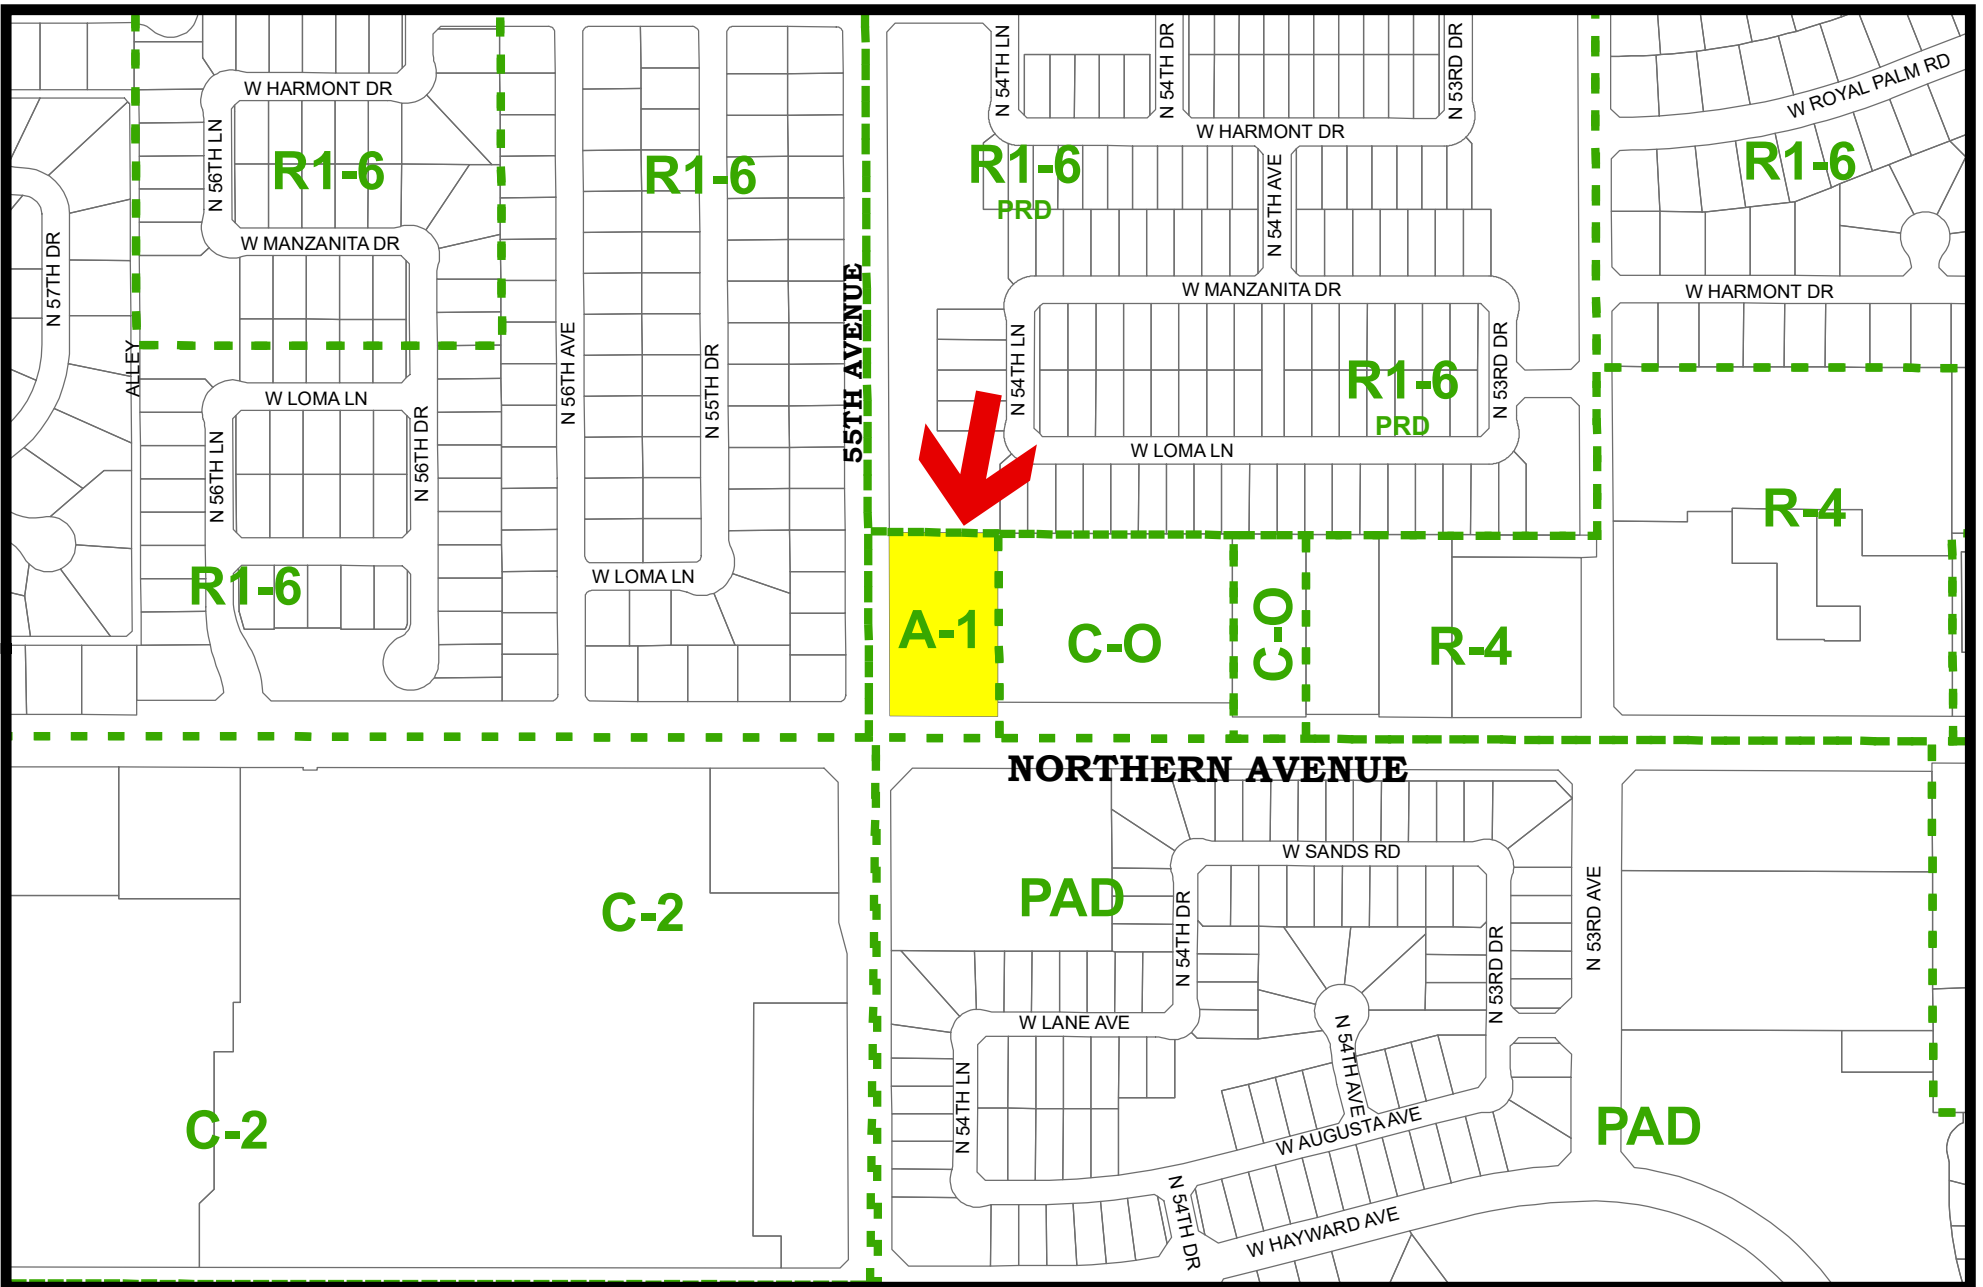 N 54TH LN
N 54TH DR
N 53RD DR
W ROYAL PALM RD
W HARMONT DR
W HARMONT DR
N 56TH LN
R1-6
R1-6
R1-6
PRD
N 54TH AVE
R1-6
N 57TH DR
W MANZANITA DR
W MANZANITA DR
W HARMONT DR
ALLEY
N 56TH AVE
N 55TH DR
55TH AVENUE
N 54TH LN
R1-6
PRD
N 53RD DR
W LOMA LN
N 56TH LN
N 56TH DR
W LOMA LN
R-4
R1-6
W LOMA LN
A-1
C-O
C-O
R-4
NORTHERN AVENUE
W SANDS RD
C-2
PAD
N 54TH DR
N 53RD DR
N 53RD AVE
W LANE AVE
N 54TH LN
N 54TH AVE
C-2
W AUGUSTA AVE
PAD
N 54TH DR
W HAYWARD AVE